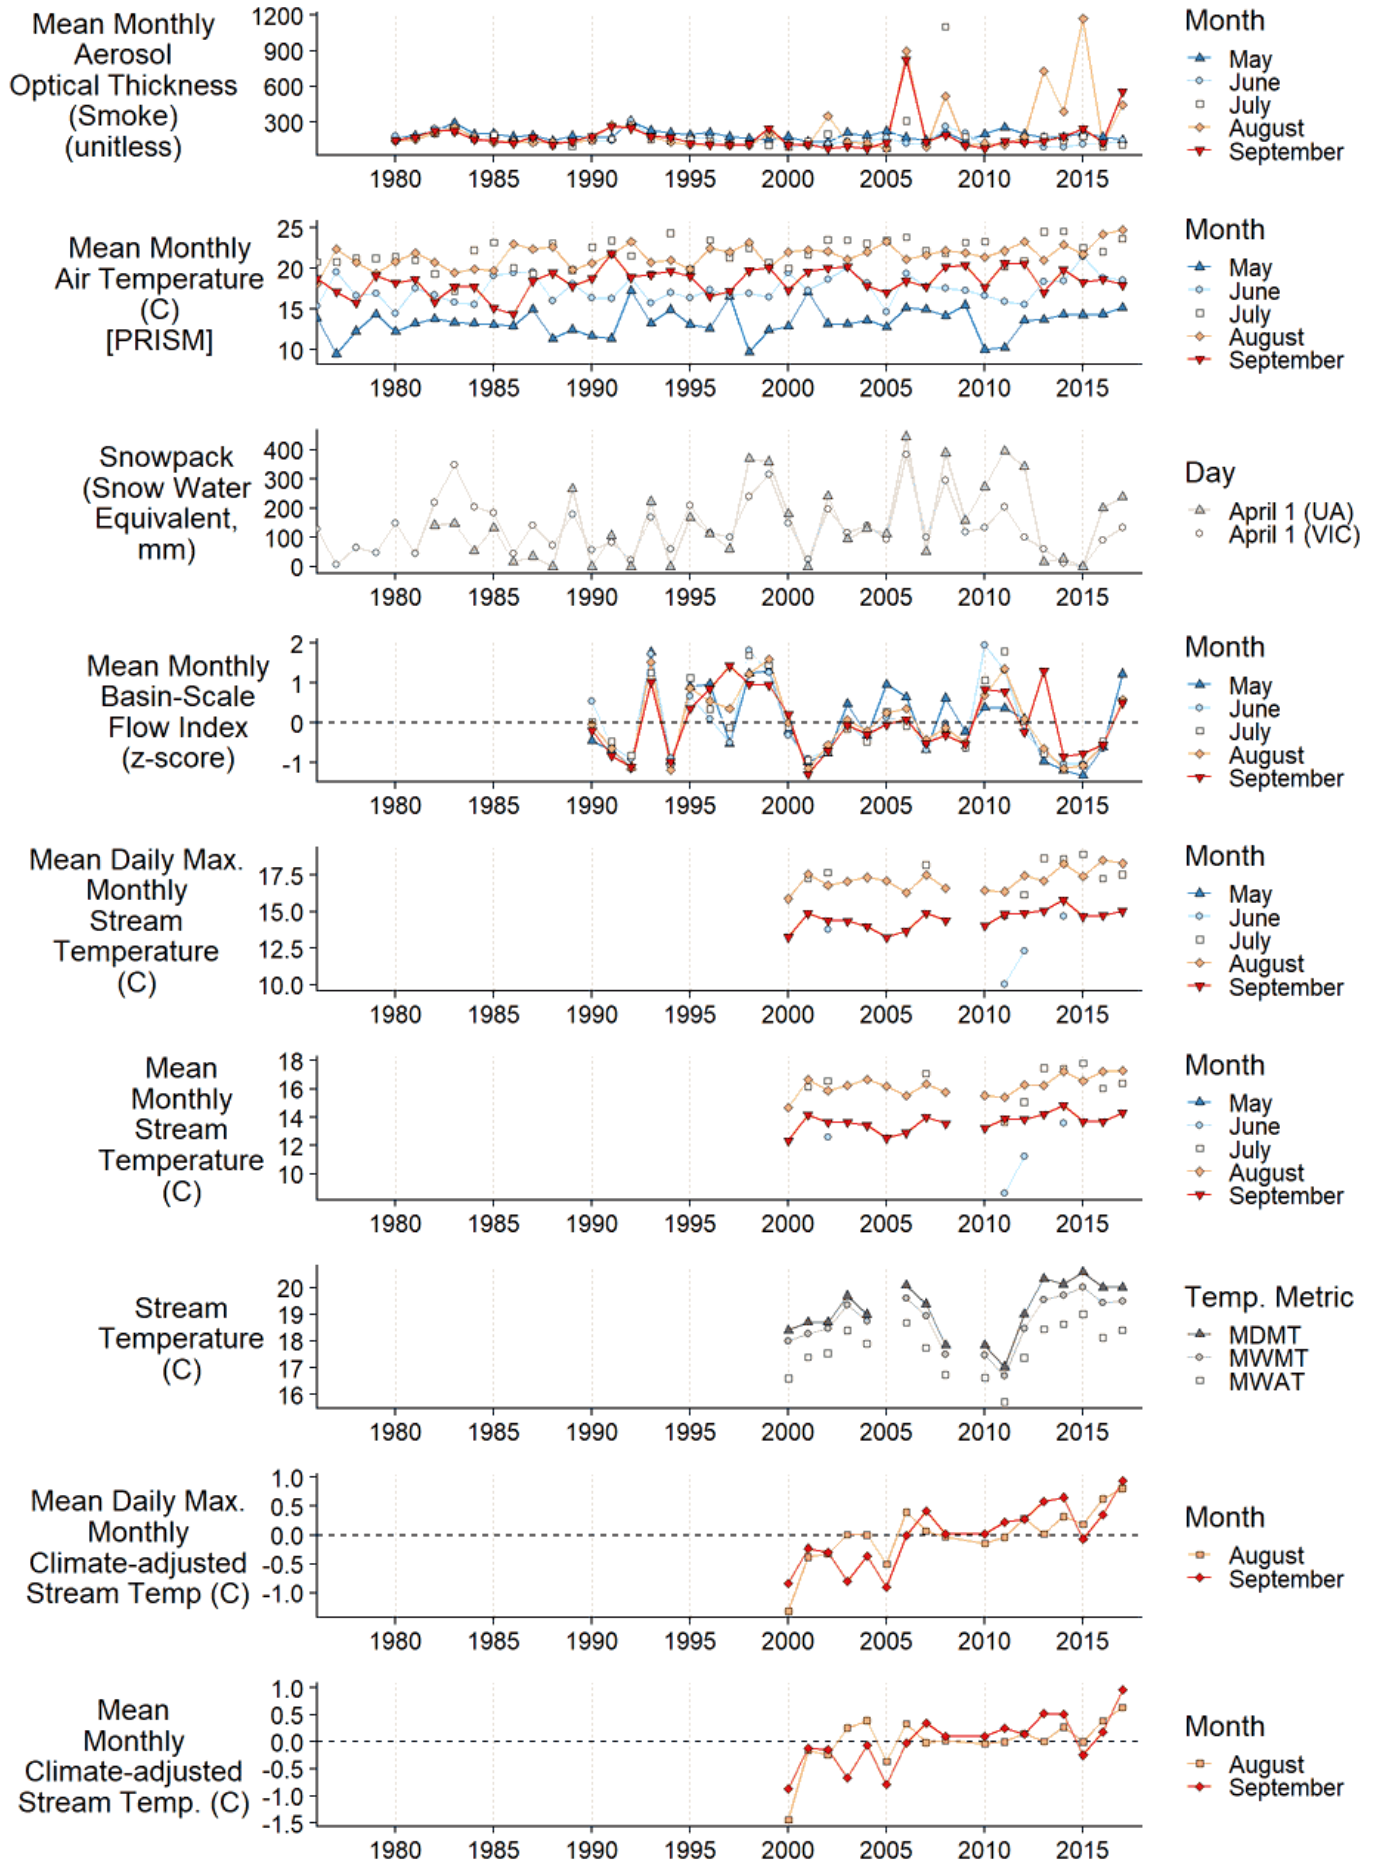 Mean Monthly
Aerosol
Optical Thickness
(Smoke)
(unitless)
1200
900
600
300
1980 1985 1990 1995 2000 2005 2010 2015
Month
May
June
July
August
September
Mean Monthly
Air Temperature
(C)
[PRISM]
25
20
15
10
1980 1985 1990 1995 2000 2005 2010 2015
Month
May
June
July
August
September
Snowpack
(Snow Water
Equivalent,
mm)
400
300
200
100
0
1980 1985 1990 1995 2000 2005 2010 2015
Day
April 1 (UA)
April 1 (VIC)
Mean Monthly
Basin-Scale
Flow Index
(z-score)
2
1
0
-1
1980 1985 1990 1995 2000 2005 2010 2015
Month
May
June
July
August
September
Mean Daily Max.
Monthly
Stream
Temperature
(C)
17.5
15.0
12.5
10.0
1980 1985 1990 1995 2000 2005 2010 2015
Month
May
June
July
August
September
Mean
Monthly
Stream
Temperature
(C)
18
16
14
12
10
1980 1985 1990 1995 2000 2005 2010 2015
Month
May
June
July
August
September
Stream
Temperature
(C)
20
19
18
17
16
1980 1985 1990 1995 2000 2005 2010 2015
Temp. Metric
MDMT
MWMT
MWAT
Mean Daily Max.
Monthly
Climate-adjusted
Stream Temp (C)
1.0
0.5
0.0
-0.5
-1.0
1980 1985 1990 1995 2000 2005 2010 2015
Month
August
September
Mean
Monthly
Climate-adjusted
Stream Temp. (C)
1.0
0.5
0.0
-0.5
-1.0
-1.5
1980 1985 1990 1995 2000 2005 2010 2015
Month
August
September